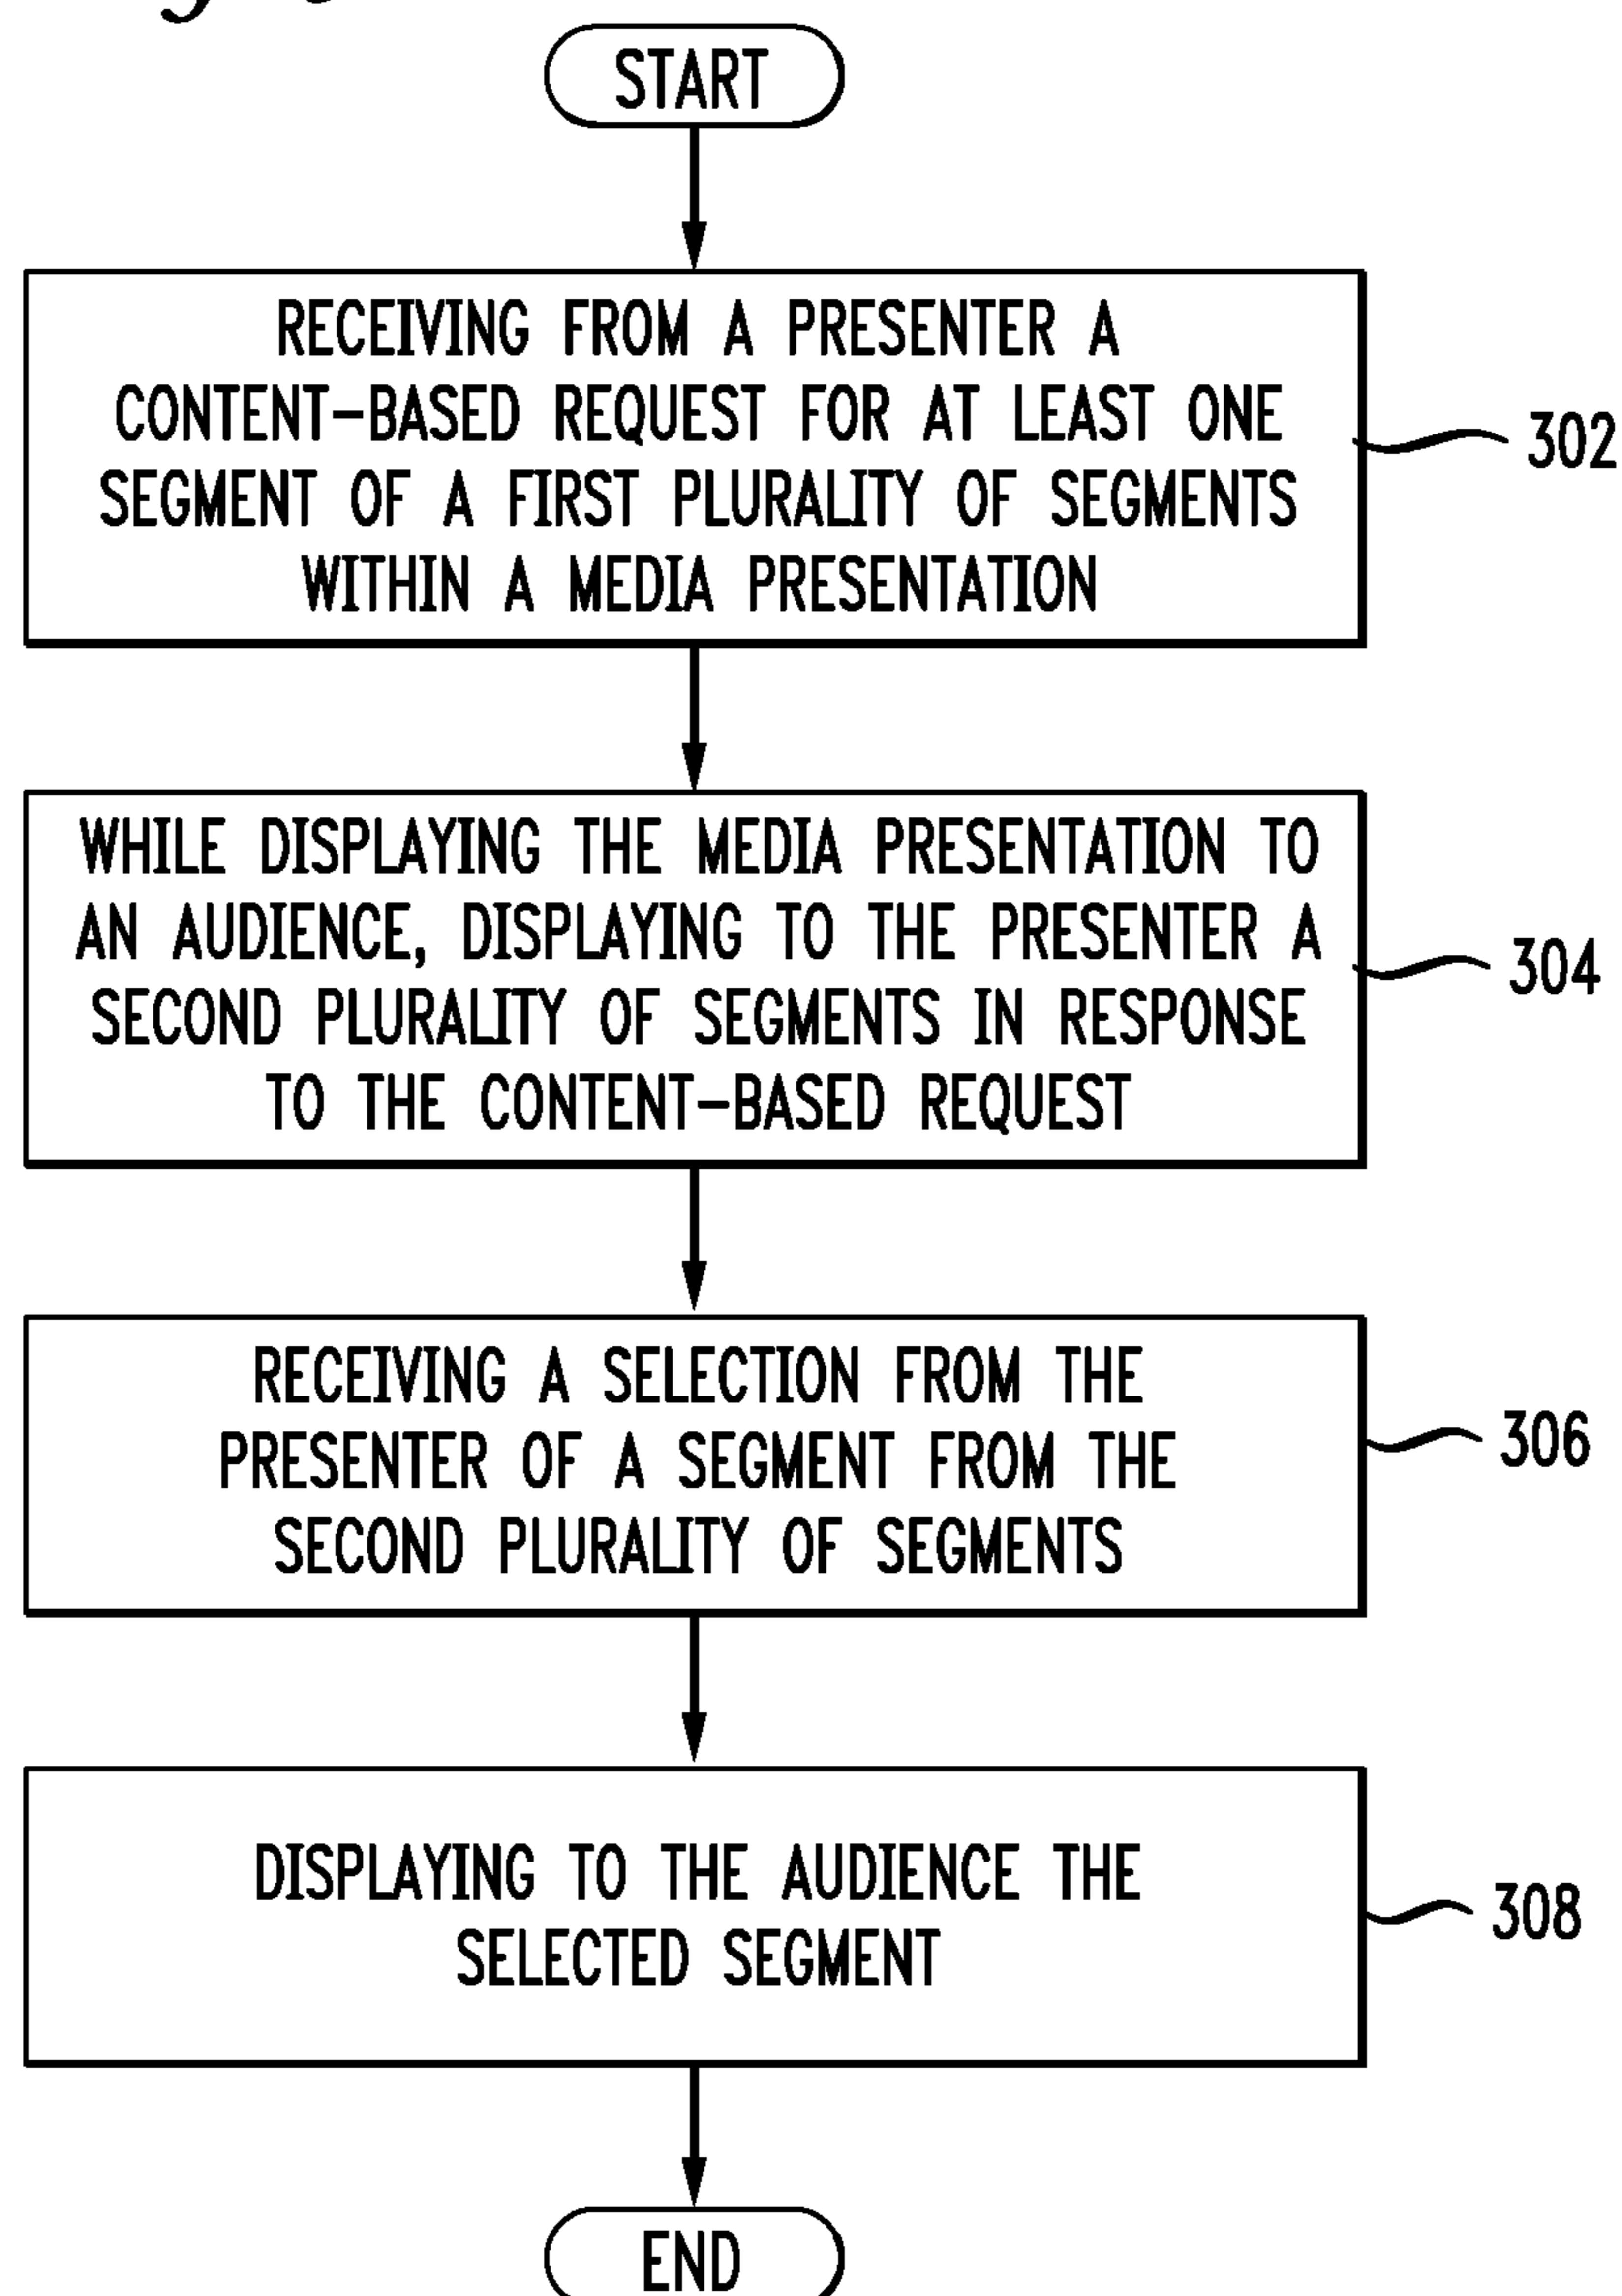 START
RECEIVING FROM A PRESENTER A
CONTENT-BASED REQUEST FOR AT LEAST ONE
SEGMENT OF A FIRST PLURALITY OF SEGMENTS
WITHIN A MEDIA PRESENTATION
302
WHILE DISPLAYING THE MEDIA PRESENTATION TO
AN AUDIENCE, DISPLAYING TO THE PRESENTER A
SECOND PLURALITY OF SEGMENTS IN RESPONSE
TO THE CONTENT-BASED REQUEST
304
RECEIVING A SELECTION FROM THE
PRESENTER OF A SEGMENT FROM THE
SECOND PLURALITY OF SEGMENTS
306
DISPLAYING TO THE AUDIENCE THE
SELECTED SEGMENT
308
END